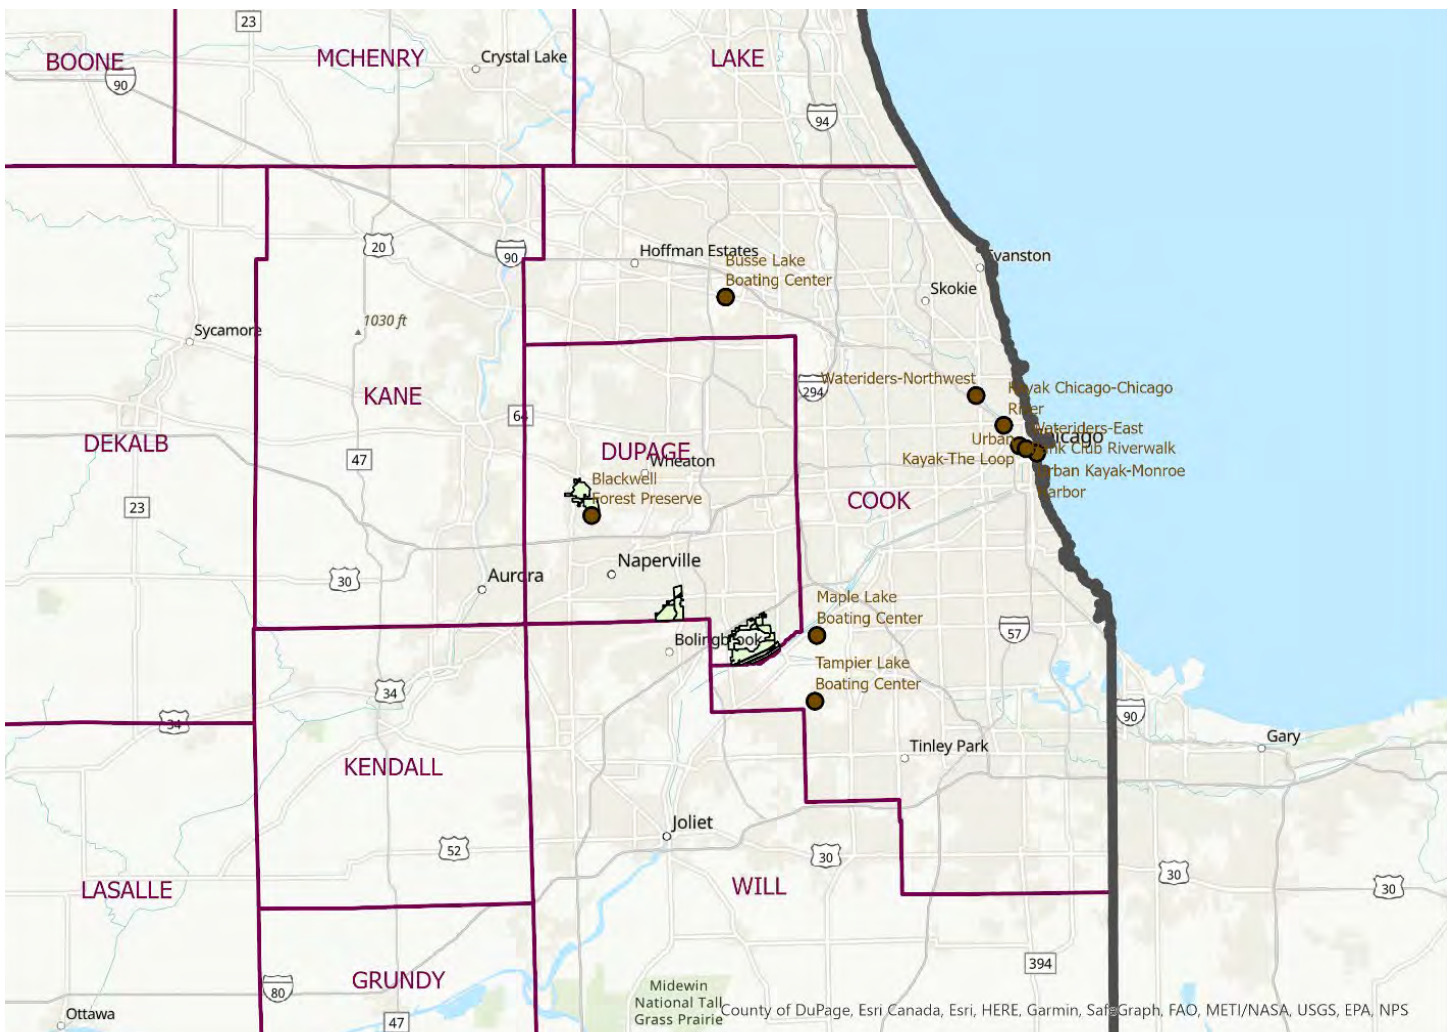 23
BOONE
MCHENRY
Crystal Lake
LAKE
90
94
20
90
Hoffman Estates
Busse Lake
Boating Center
Evanston
Skokie
Sycamore
1030 ft
KANE
64
294
Wateriders-Northwest
Kayak Chicago-Chicago
River
DEKALB
47
DUPAGE
Wheaton
Urban
Kayak-The Loop
Wateriders-East
Chicago
Club Riverwalk
Urban Kayak-Monroe
Harbor
Blackwell
Forest Preserve
COOK
23
30
Aurora
Naperville
Maple Lake
Boating Center
57
Bolingbrook
Tampier Lake
Boating Center
34
34
90
Gary
Tinley Park
KENDALL
Joliet
52
30
30
30
LASALLE
WILL
GRUNDY
80
394
Midewin
National Tall
Grass Prairie
Ottawa
47
County of DuPage, Esri Canada, Esri, HERE, Garmin, SafeGraph, FAO, METI/NASA, USGS, EPA, NPS